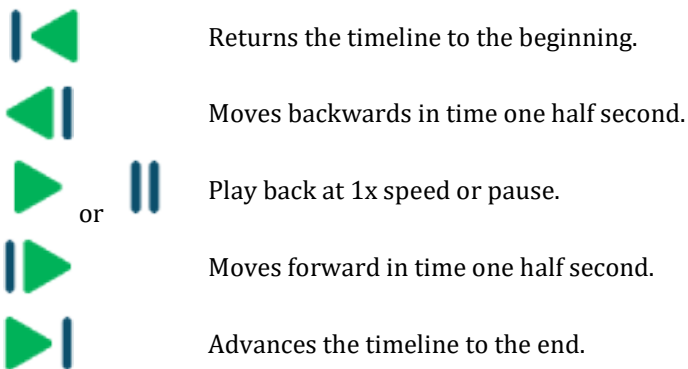 Returns the timeline to the beginning.
Moves backwards in time one half second.
or Play back at 1x speed or pause.
Moves forward in time one half second.
Advances the timeline to the end.